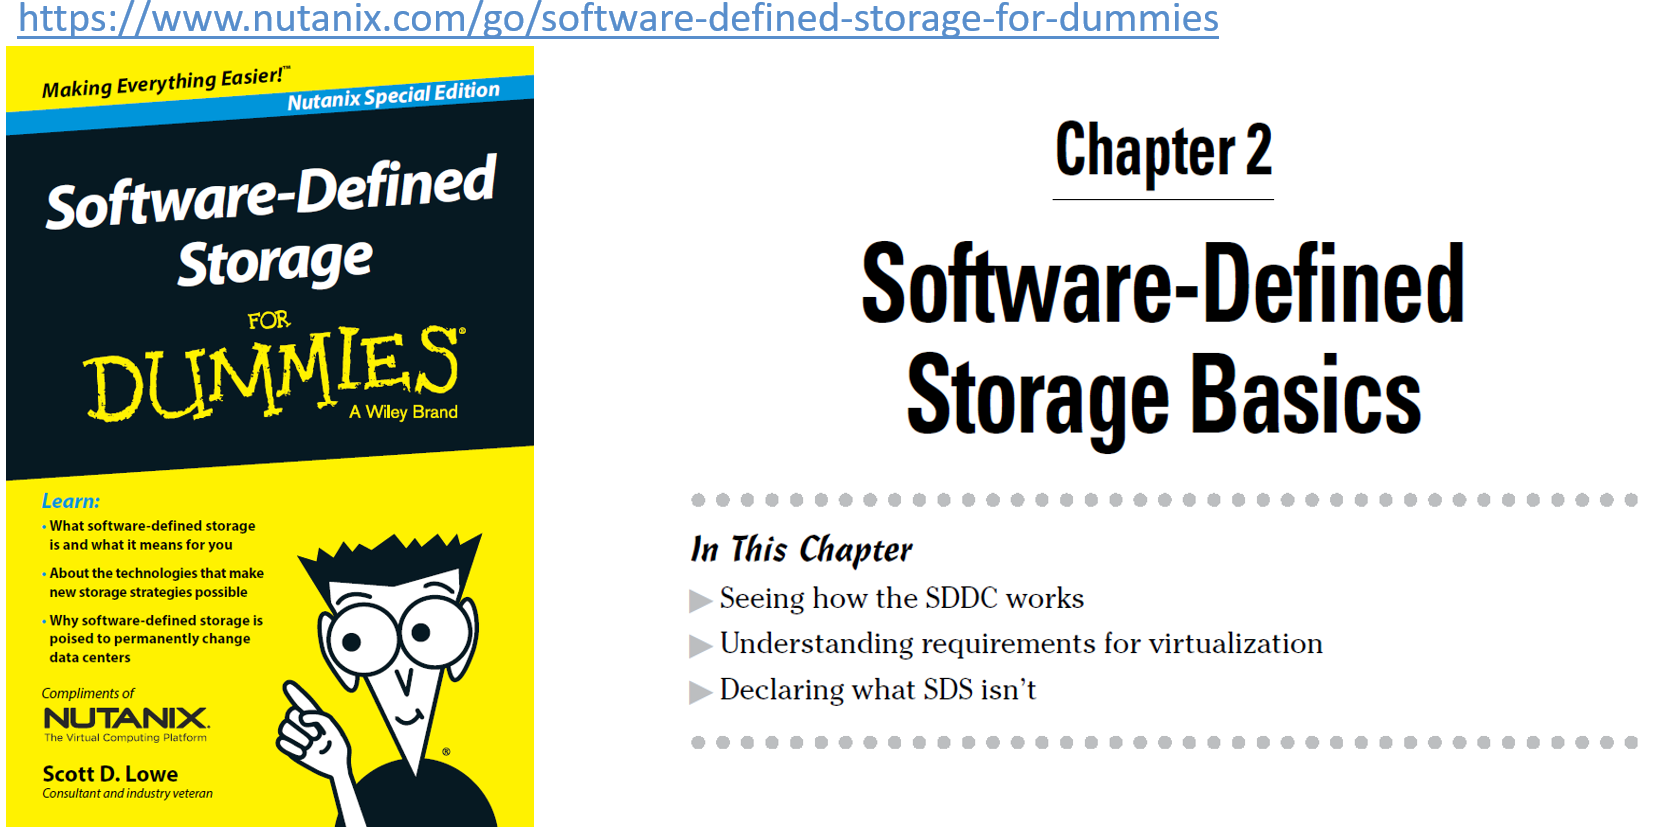 https://www.nutanix.com/go/software-defined-storage-for-dummies
Making Everything Easier!™
Nutanix Special Edition
Software-Defined
Storage
FOR
DUMMIES®
A Wiley Brand
Learn:
• What software-defined storage
is and what it means for you
• About the technologies that make
new storage strategies possible
• Why software-defined storage is
poised to permanently change
data centers
Compliments of
NUTANIX.
The Virtual Computing Platform
®
Scott D. Lowe
Consultant and industry veteran
Chapter 2
Software-Defined
Storage Basics
In This Chapter
▶ Seeing how the SDDC works
▶ Understanding requirements for virtualization
▶ Declaring what SDS isn't